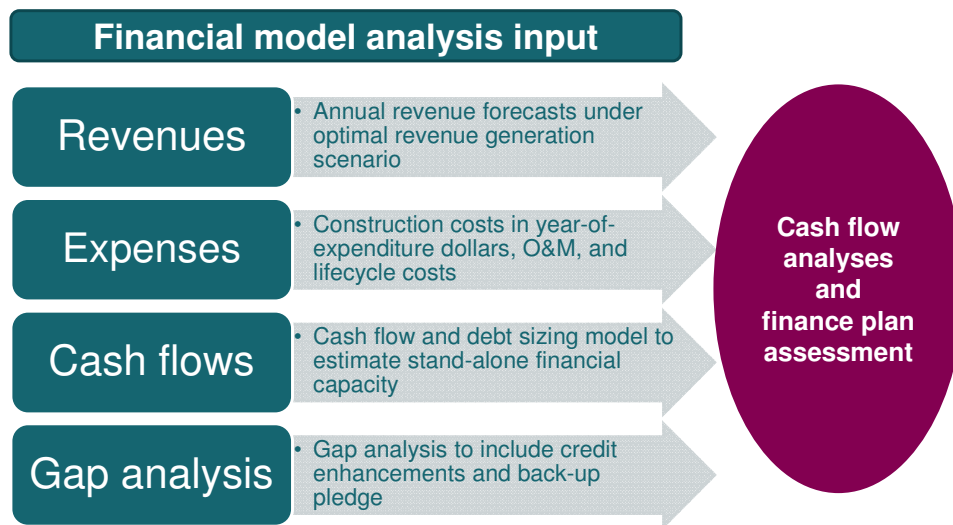 Financial model analysis input
Revenues
• Annual revenue forecasts under
optimal revenue generation
scenario
Expenses
• Construction costs in year-of-
expenditure dollars, O&M, and
lifecycle costs
Cash flows
• Cash flow and debt sizing model to
estimate stand-alone financial
capacity
Gap analysis
• Gap analysis to include credit
enhancements and back-up
pledge
Cash flow
analyses
and
finance plan
assessment